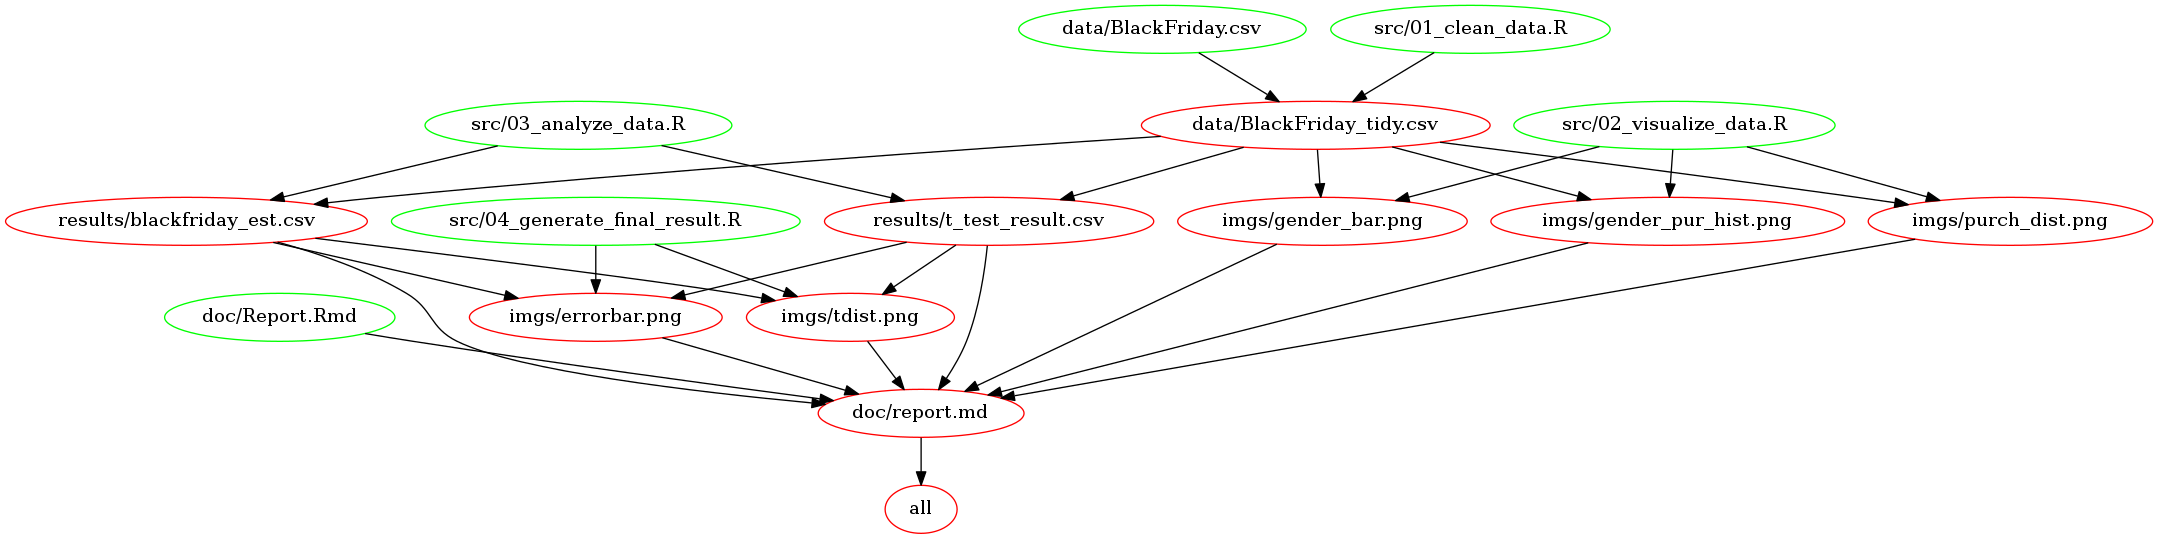 data/BlackFriday.csv
src/01_clean_data.R
src/03_analyze_data.R
data/BlackFriday_tidy.csv
src/02_visualize_data.R
results/blackfriday_est.csv
src/04_generate_final_result.R
results/t_test_result.csv
imgs/gender_bar.png
imgs/gender_pur_hist.png
imgs/purch_dist.png
doc/Report.Rmd
imgs/errorbar.png
imgs/tdist.png
doc/report.md
all